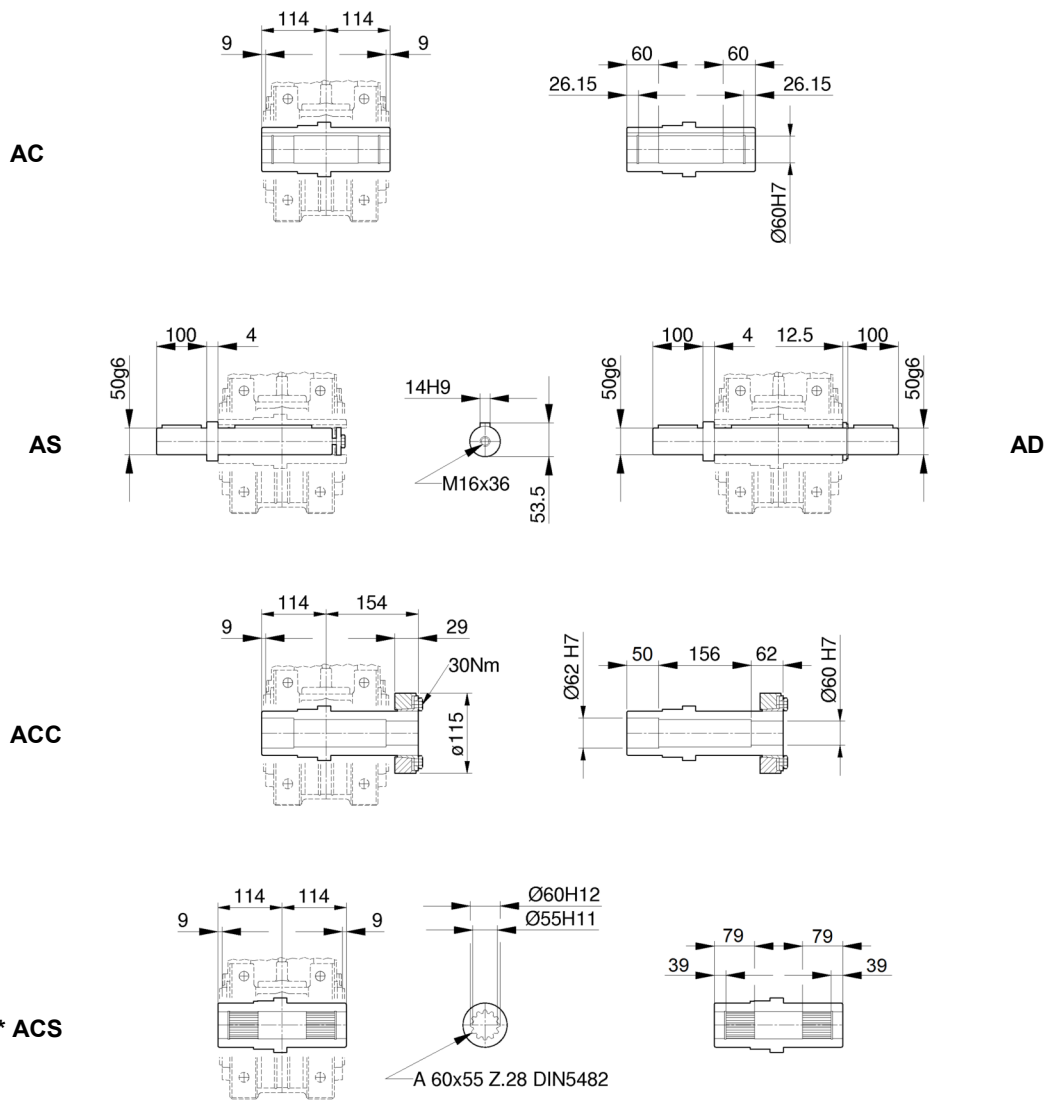 114 114
9 9
60 60
26.15 26.15
AC
Ø60H7
100 4
50g6
14H9
M16x36
53.5
AS
100 4 12.5 100
50g6 50g6
AD
114 154
9 29
30Nm
ø115
ACC
Ø62 H7
50 156 62
Ø60 H7
114 114
9 9
Ø60H12
Ø55H11
79 79
39 39
* ACS
A 60x55 Z.28 DIN5482